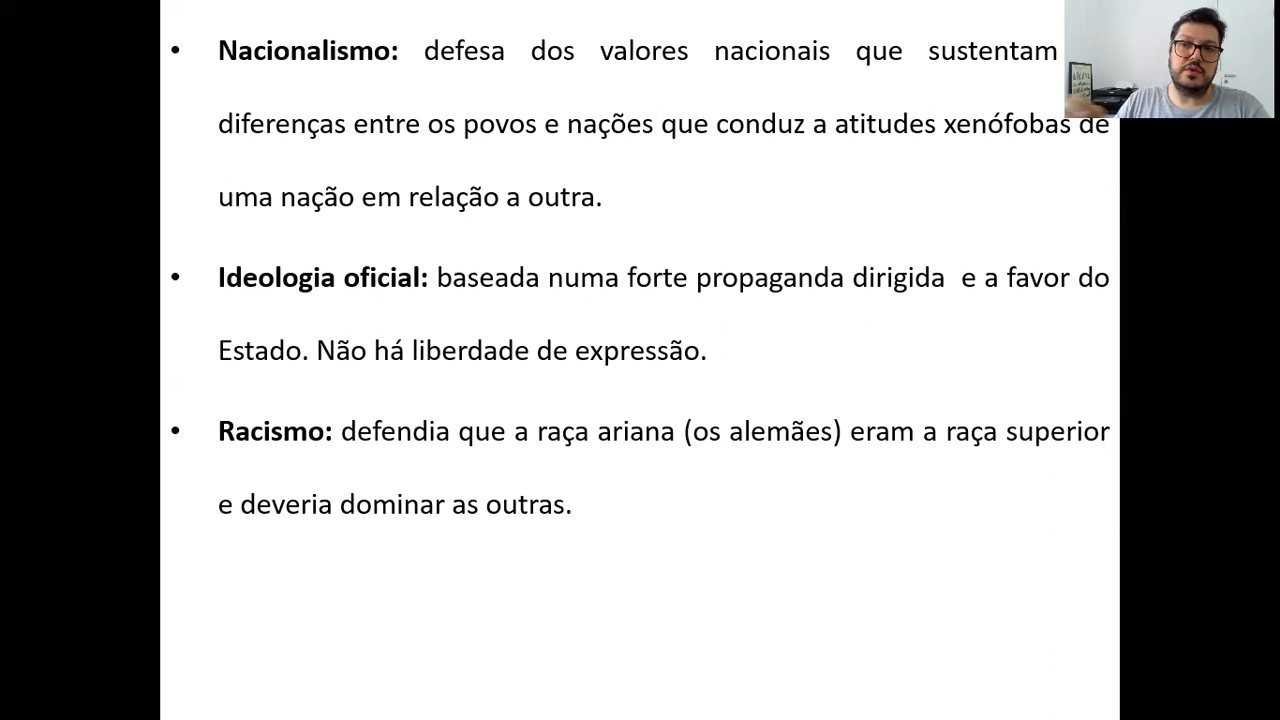 • Nacionalismo: defesa dos valores nacionais que sustentam
diferenças entre os povos e nações que conduz a atitudes xenófobas de
uma nação em relação a outra.
• Ideologia oficial: baseada numa forte propaganda dirigida e a favor do
Estado. Não há liberdade de expressão.
• Racismo: defendia que a raça ariana (os alemães) eram a raça superior
e deveria dominar as outras.